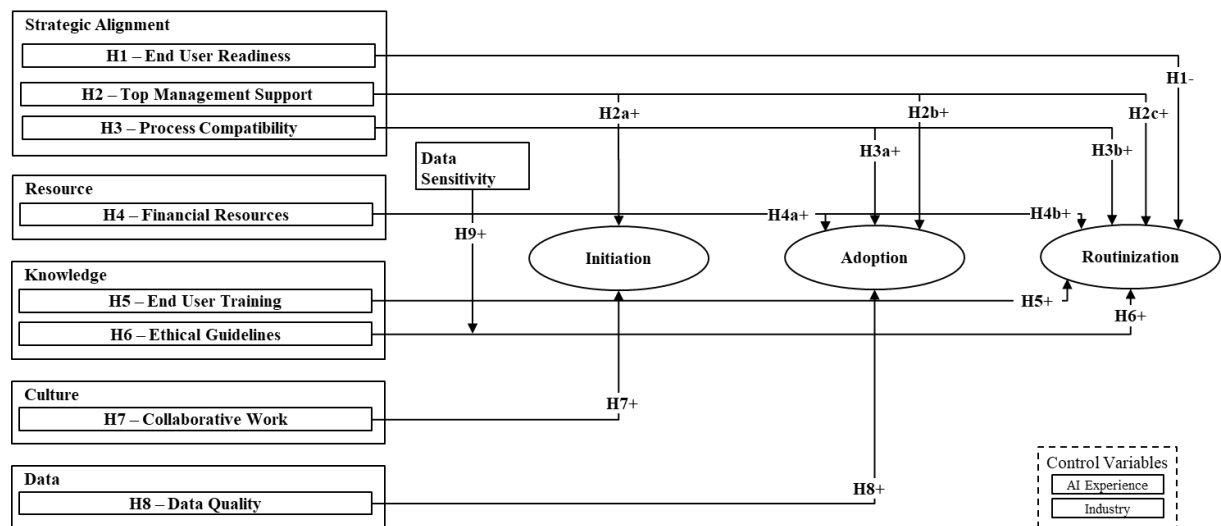 Strategic Alignment
H1 – End User Readiness
H1-
H2 – Top Management Support
H2a+
H2b+
H2c+
H3 – Process Compatibility
H3a+
H3b+
Data
Sensitivity
Resource
H4 – Financial Resources
H4a+
H4b+
H9+
Initiation
Adoption
Routinization
Knowledge
H5 – End User Training
H5+
H6 – Ethical Guidelines
H6+
Culture
H7 – Collaborative Work
H7+
Data
H8 – Data Quality
H8+
Control Variables
AI Experience
Industry